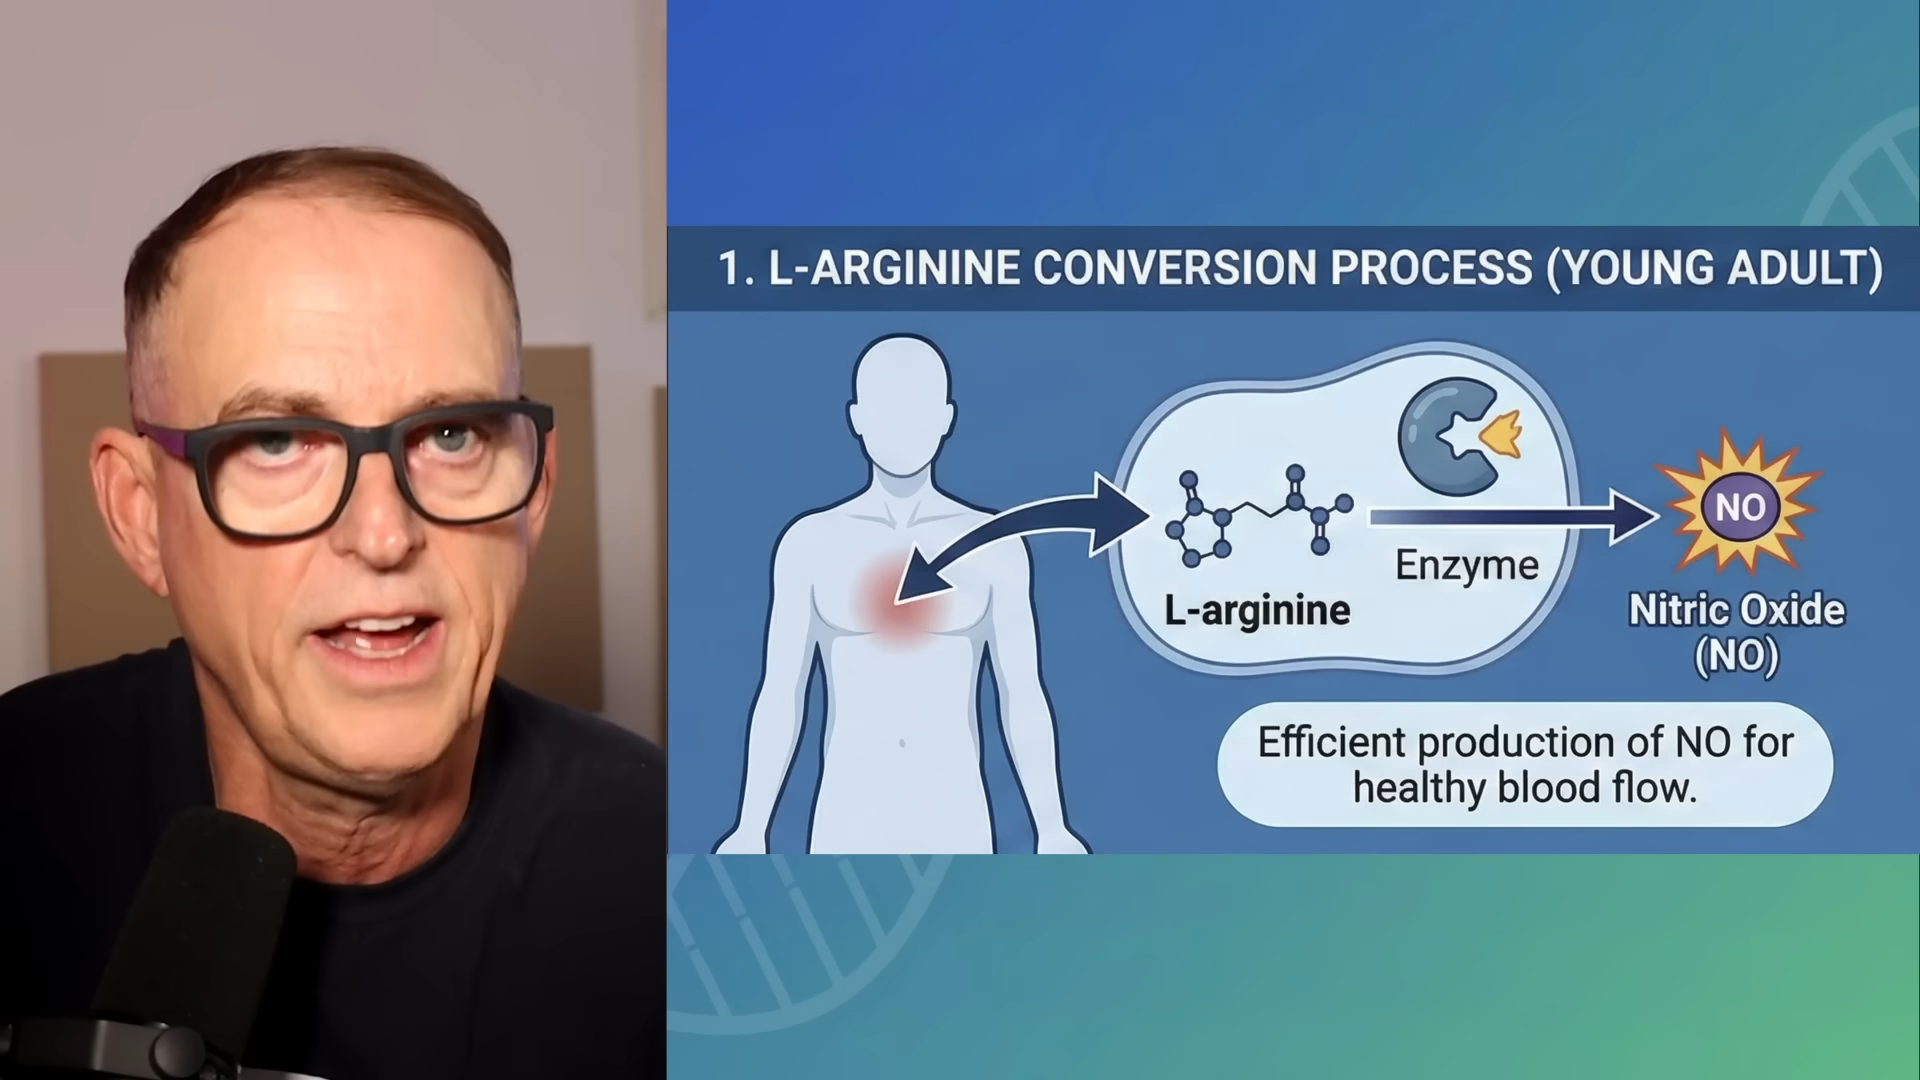 1. L-ARGININE CONVERSION PROCESS (YOUNG ADULT)
L-arginine
Enzyme
NO
Nitric Oxide
(NO)
Efficient production of NO for
healthy blood flow.